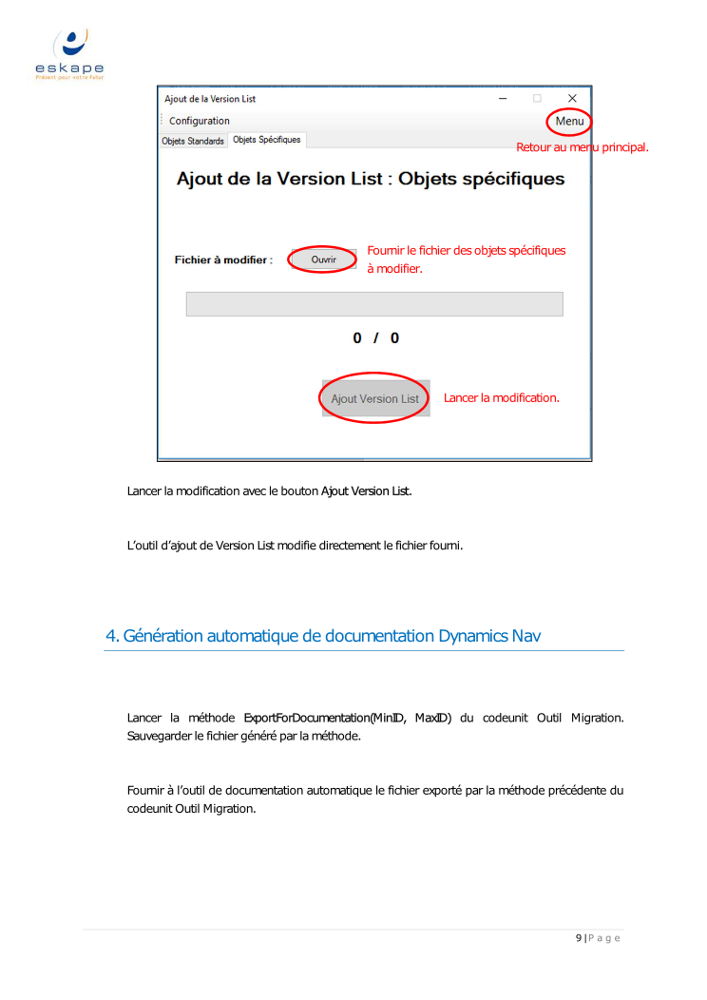 eskape
Présent pour votre Futur
Ajout de la Version List
Configuration
Menu
Objets Standards
Objets Spécifiques
Retour au menu principal.
Ajout de la Version List : Objets spécifiques
Fichier à modifier :
Ouvrir
Fournir le fichier des objets spécifiques
à modifier.
0 / 0
Ajout Version List
Lancer la modification.
Lancer la modification avec le bouton Ajout Version List.
L’outil d’ajout de Version List modifie directement le fichier fourni.
4. Génération automatique de documentation Dynamics Nav
Lancer la méthode ExportForDocumentation(MinID, MaxID) du codeunit Outil Migration.
Sauvegarder le fichier généré par la méthode.
Fournir à l’outil de documentation automatique le fichier exporté par la méthode précédente du
codeunit Outil Migration.
9 | P a g e